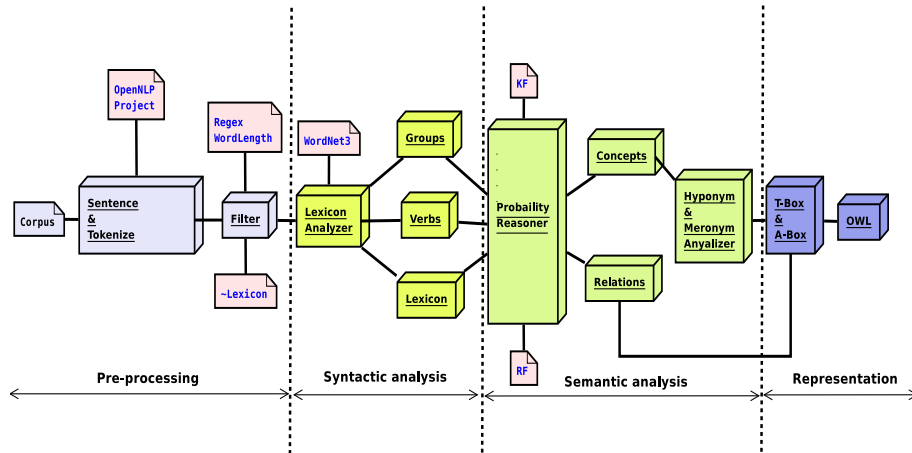 OpenNLP
Project
Regex
WordLength
WordNet3
KF
Corpus
Sentence
&
Tokenize
Filter
~Lexicon
Lexicon
Analyzer
Groups
Verbs
Lexicon
Probaility
Reasoner
Concepts
Relations
RF
Hyponym
&
Meronym
Anyalizer
T-Box
&
A-Box
OWL
Pre-processing
Syntactic analysis
Semantic analysis
Representation